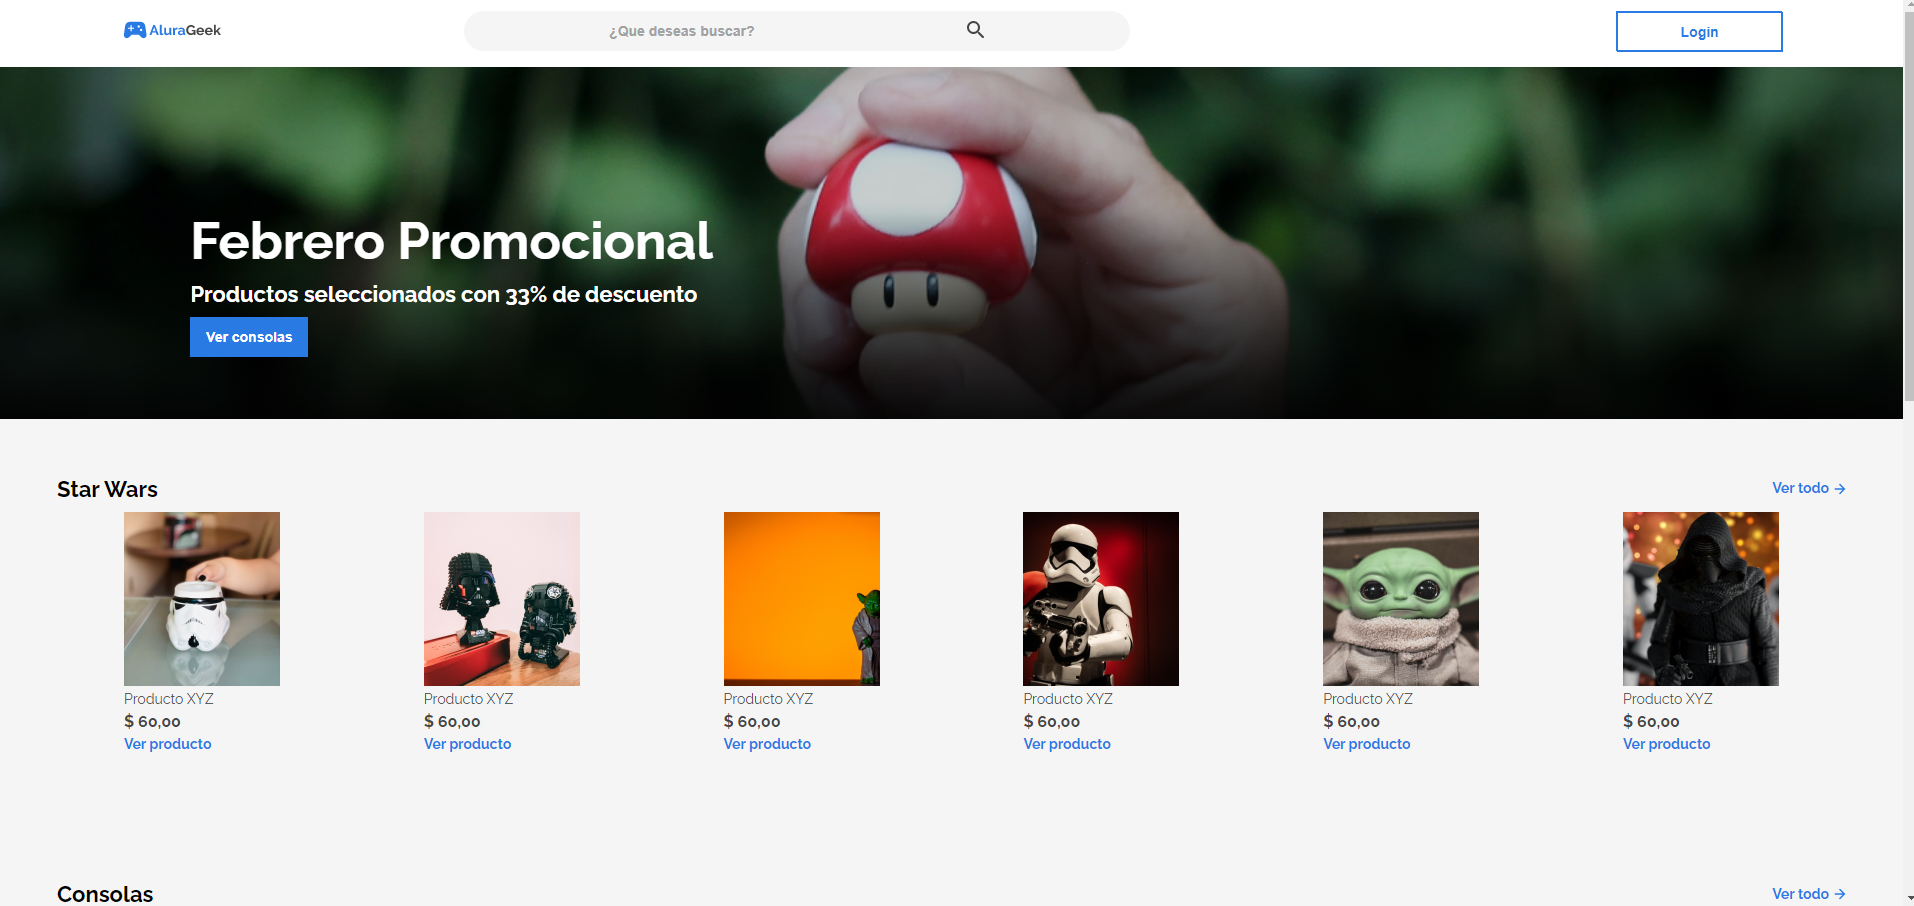 AluraGeek
¿Que deseas buscar?
Login
Febrero Promocional
Productos seleccionados con 33% de descuento
Ver consolas
Star Wars
Ver todo →
Producto XYZ
$ 60,00
Ver producto
Producto XYZ
$ 60,00
Ver producto
Producto XYZ
$ 60,00
Ver producto
Producto XYZ
$ 60,00
Ver producto
Producto XYZ
$ 60,00
Ver producto
Producto XYZ
$ 60,00
Ver producto
Consolas
Ver todo →